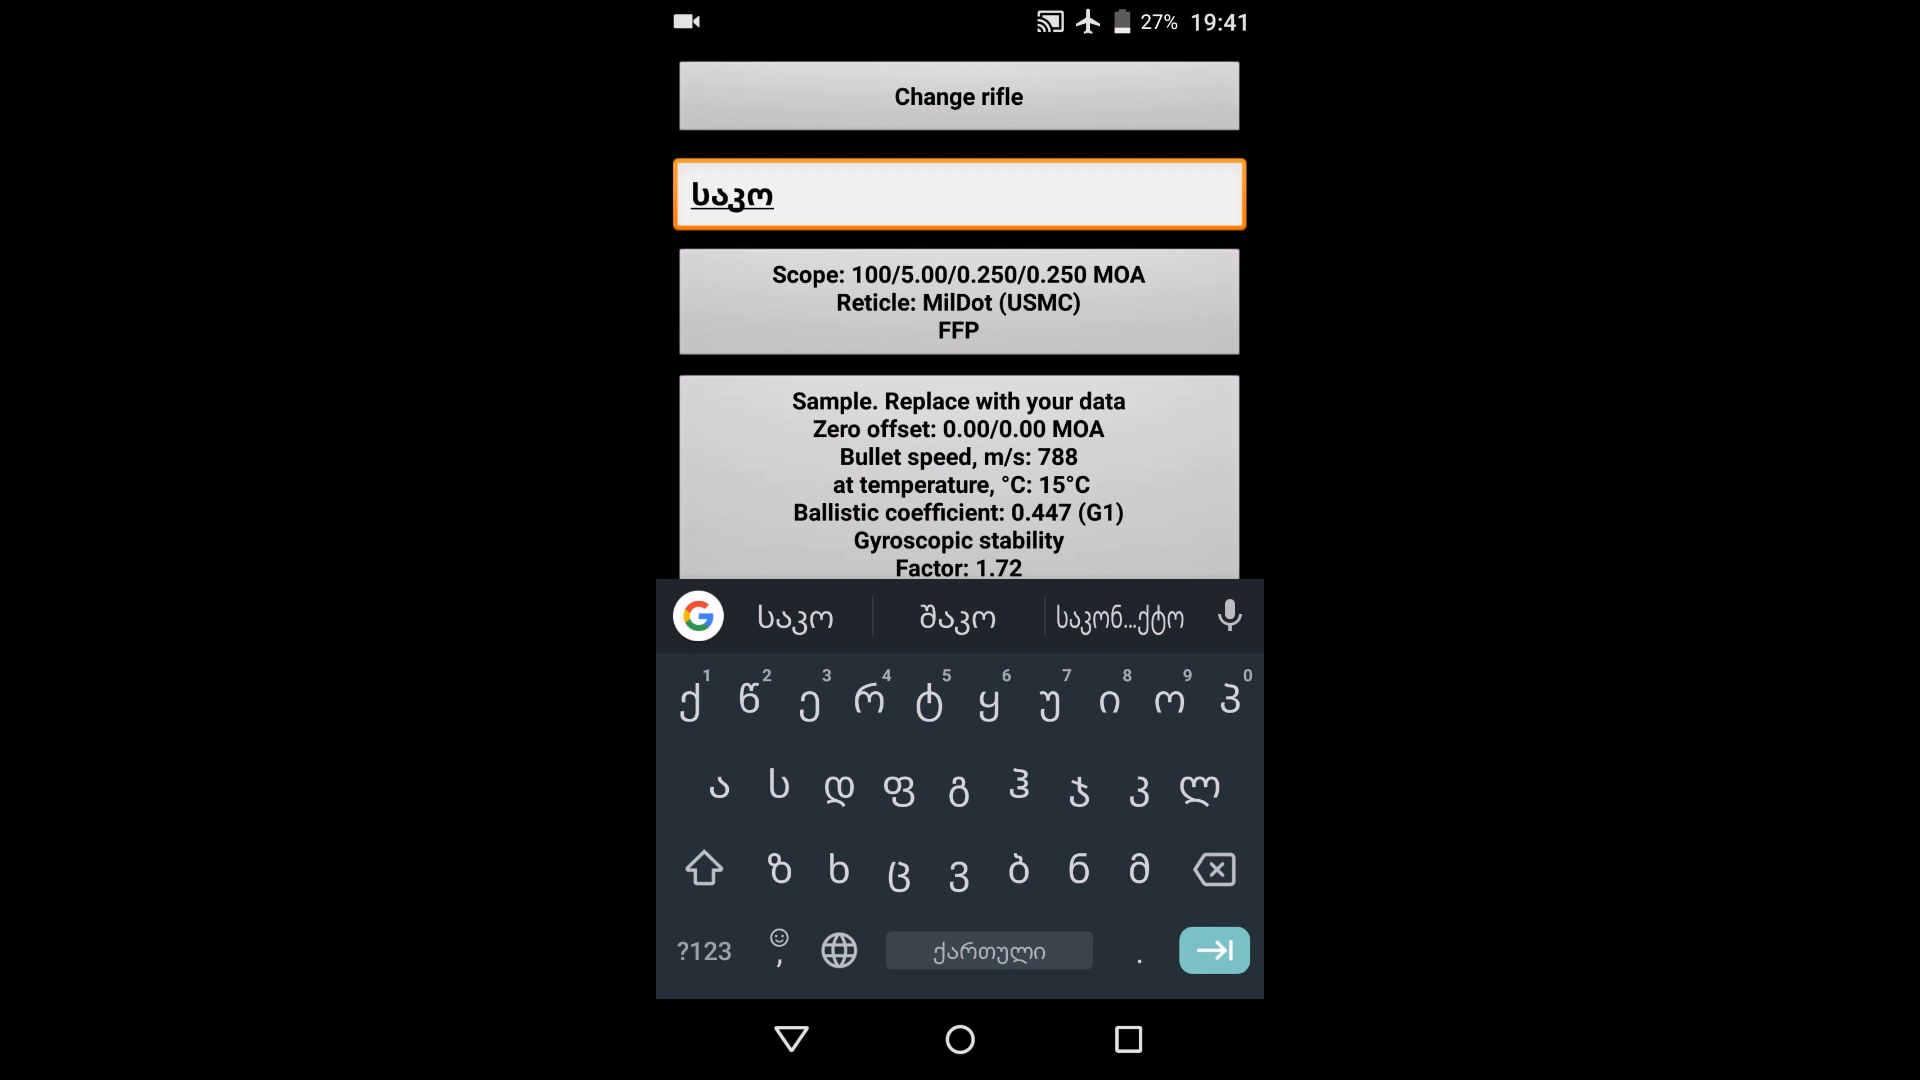 27% 19:41
Change rifle
საკო
Scope: 100/5.00/0.250/0.250 MOA
Reticle: MilDot (USMC)
FFP
Sample. Replace with your data
Zero offset: 0.00/0.00 MOA
Bullet speed, m/s: 788
at temperature, °C: 15°C
Ballistic coefficient: 0.447 (G1)
Gyroscopic stability
Factor: 1.72
G საკო შაკო საკონ...ქტო
1 2 3 4 5 6 7 8 9 0
ქ წ ე რ ტ ყ უ ი ო პ
ა ს დ ფ გ ჰ ჯ კ ლ
ზ ხ ც ვ ბ ნ მ
?123 , ქართული .